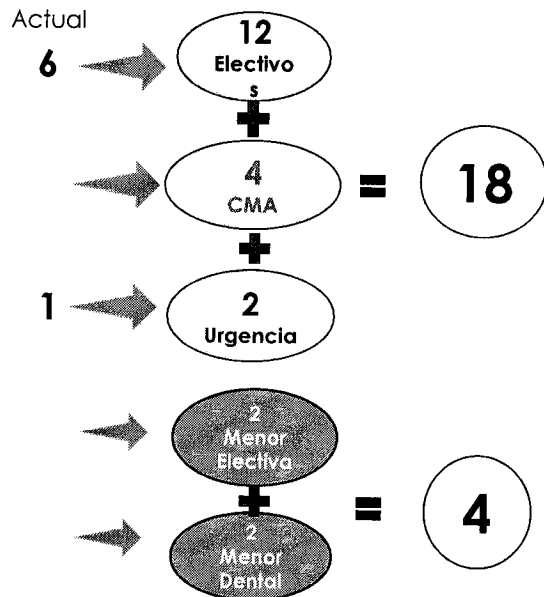 Actual
6
12
Electivo
s
+
4
CMA
= 18
+
1
2
Urgencia
2
Menor
Electiva
+
= 4
2
Menor
Dental